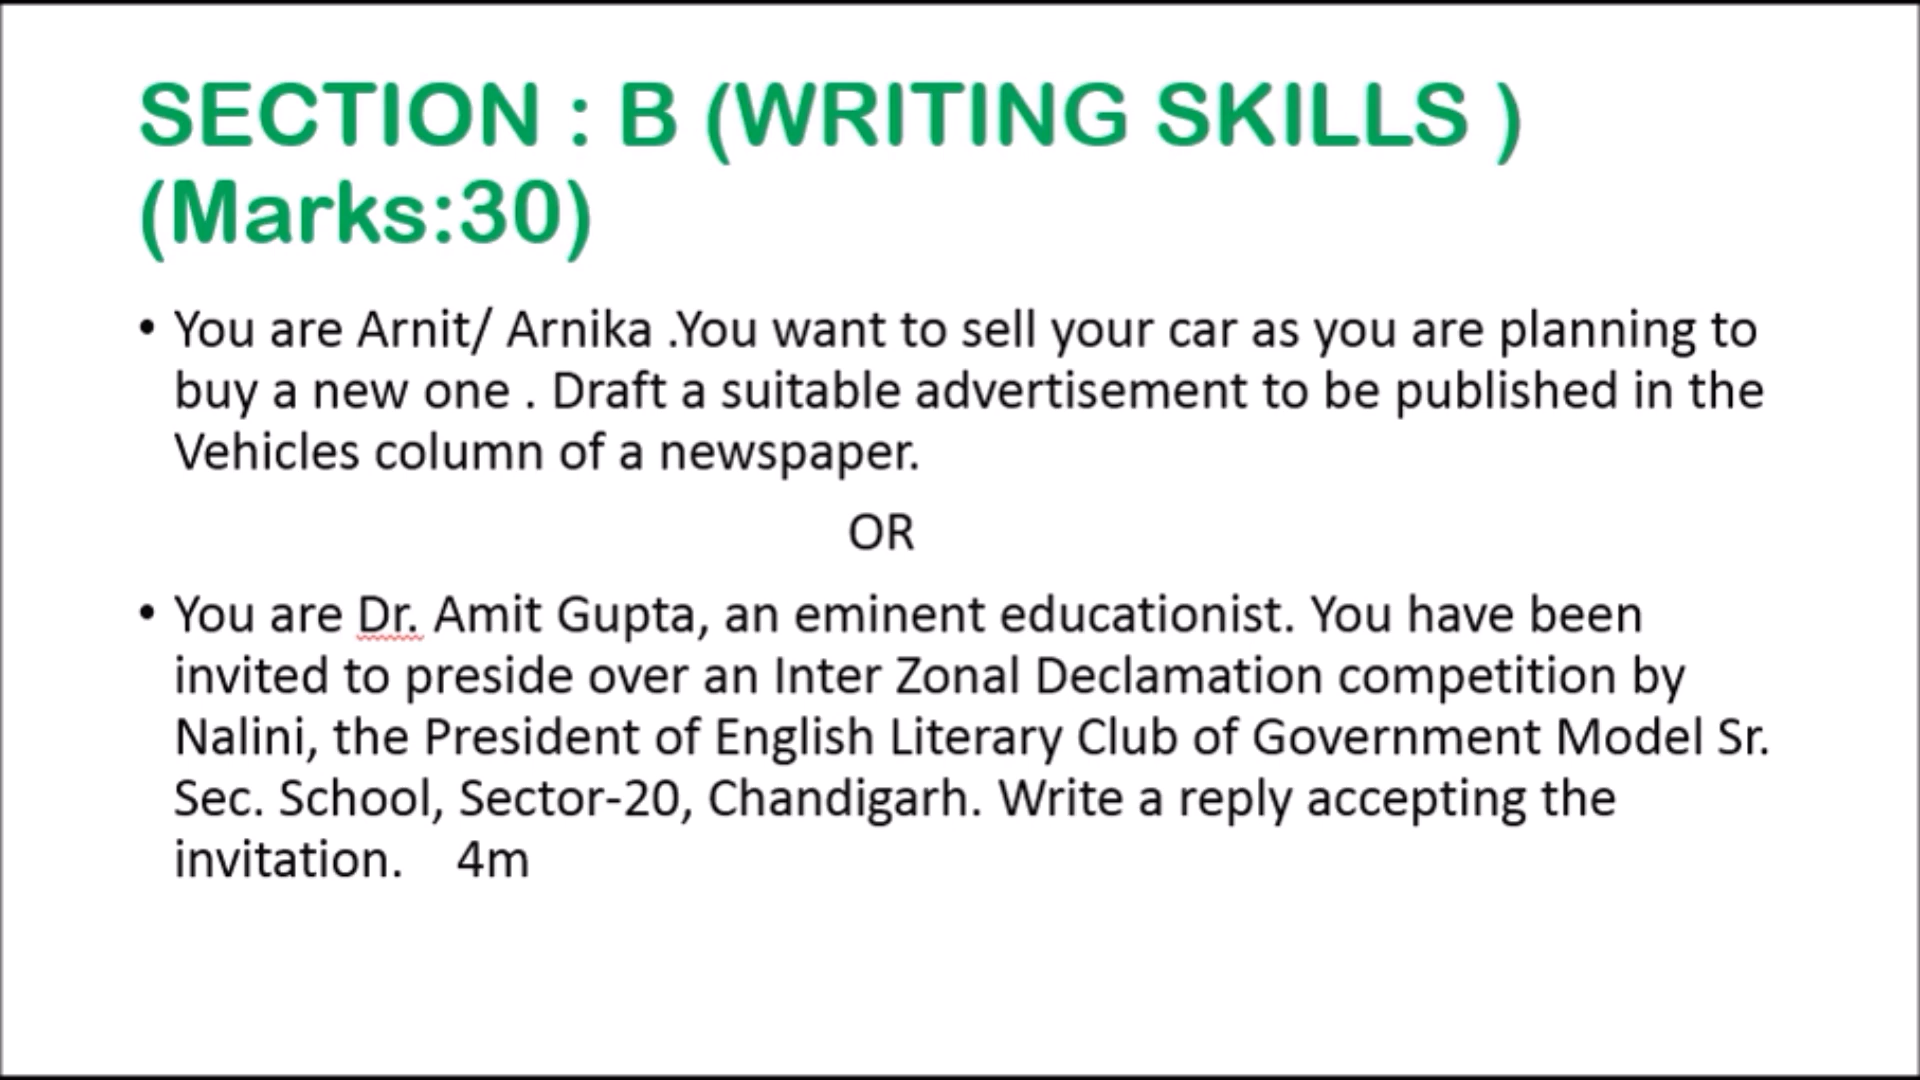 SECTION : B (WRITING SKILLS )
(Marks:30)
• You are Arnit/ Arnika .You want to sell your car as you are planning to
buy a new one . Draft a suitable advertisement to be published in the
Vehicles column of a newspaper.
OR
• You are Dr. Amit Gupta, an eminent educationist. You have been
invited to preside over an Inter Zonal Declamation competition by
Nalini, the President of English Literary Club of Government Model Sr.
Sec. School, Sector-20, Chandigarh. Write a reply accepting the
invitation. 4m